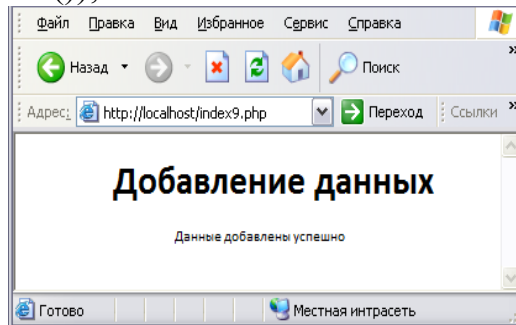 ());
Файл Правка Вид Избранное Сервис Справка
Назад Поиск »
Адрес: http://localhost/index9.php Переход Ссылки »
Добавление данных
Данные добавлены успешно
Готово Местная интрасеть